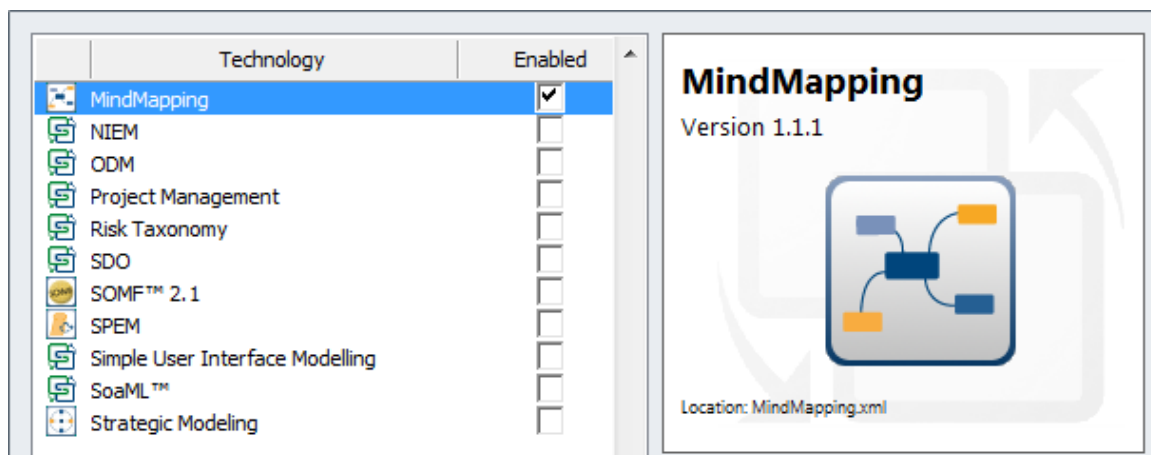 Technology Enabled
MindMapping
NIEM
ODM
Project Management
Risk Taxonomy
SDO
SOMF™ 2.1
SPEM
Simple User Interface Modelling
SoaML™
Strategic Modeling
MindMapping
Version 1.1.1
Location: MindMapping.xml